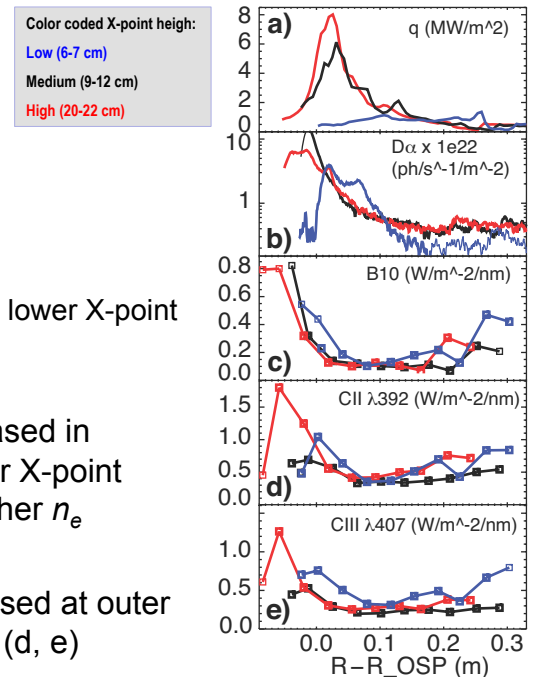 Color coded X-point heigh:
Low (6-7 cm)
Medium (9-12 cm)
High (20-22 cm)
lower X-point
ased in
r X-point
her n_e
sed at outer
(d, e)
a)
q (MW/m^2)
8
6
4
2
0
b)
Dα x 1e22
(ph/s^-1/m^-2)
10
1
c)
B10 (W/m^-2/nm)
0.8
0.6
0.4
0.2
0.0
d)
CII λ392 (W/m^-2/nm)
1.5
1.0
0.5
0.0
e)
CIII λ407 (W/m^-2/nm)
1.0
0.5
0.0
0.0 0.1 0.2 0.3
R−R_OSP (m)